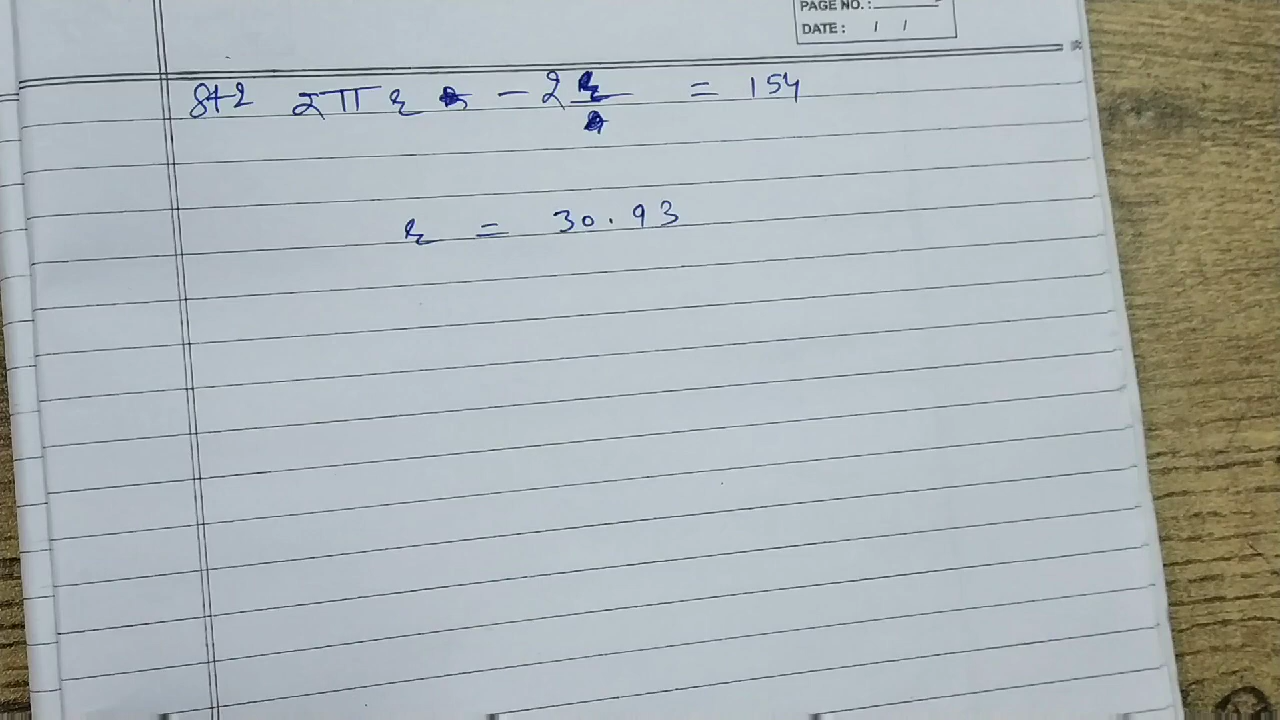 PAGE NO. :
DATE : / /
8+2 2πr - 2r = 154
r = 30.93